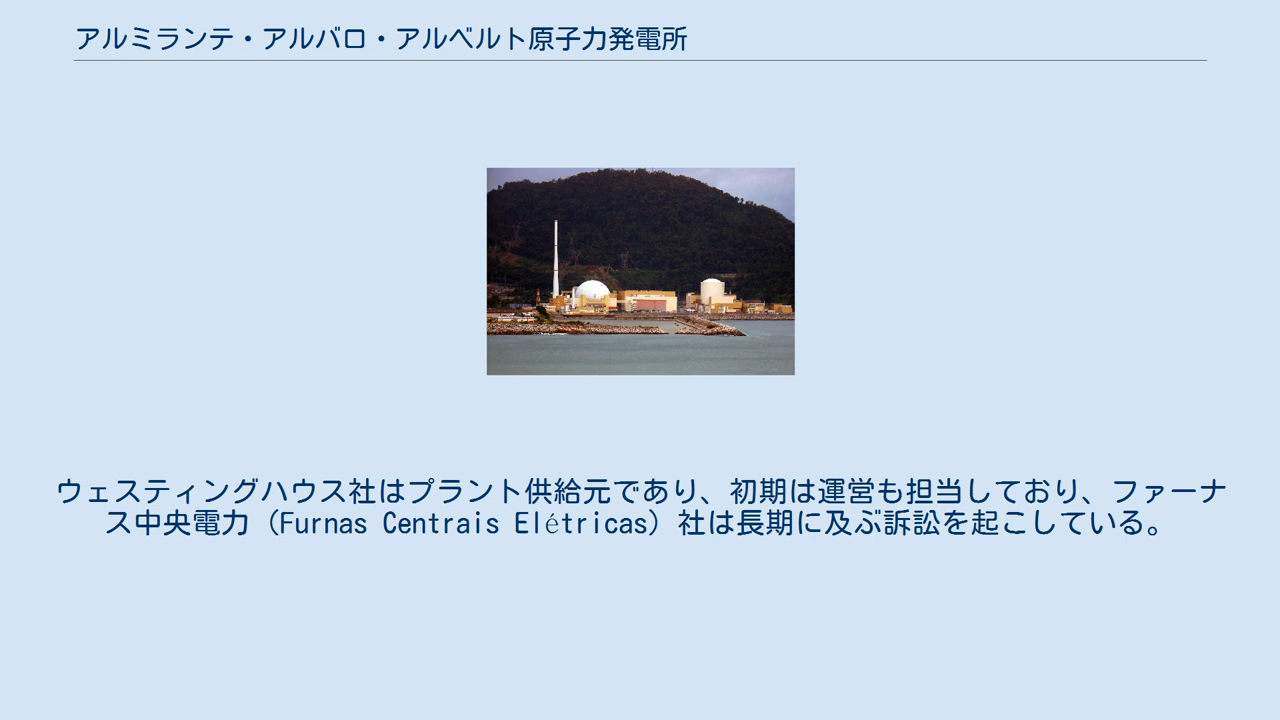 アルミランテ・アルバロ・アルベルト原子力発電所
ウェスティングハウス社はプラント供給元であり、初期は運営も担当しており、ファーナ
ス中央電力（Furnas Centrais Elétricas）社は長期に及ぶ訴訟を起こしている。